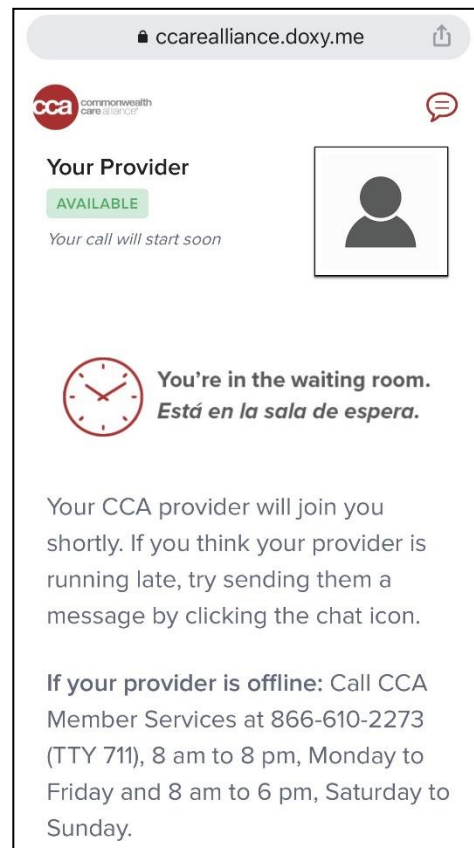 ccarealliance.doxy.me
cca commonwealth
care alliance®
Your Provider
AVAILABLE
Your call will start soon
You're in the waiting room.
Está en la sala de espera.
Your CCA provider will join you
shortly. If you think your provider is
running late, try sending them a
message by clicking the chat icon.
If your provider is offline: Call CCA
Member Services at 866-610-2273
(TTY 711), 8 am to 8 pm, Monday to
Friday and 8 am to 6 pm, Saturday to
Sunday.